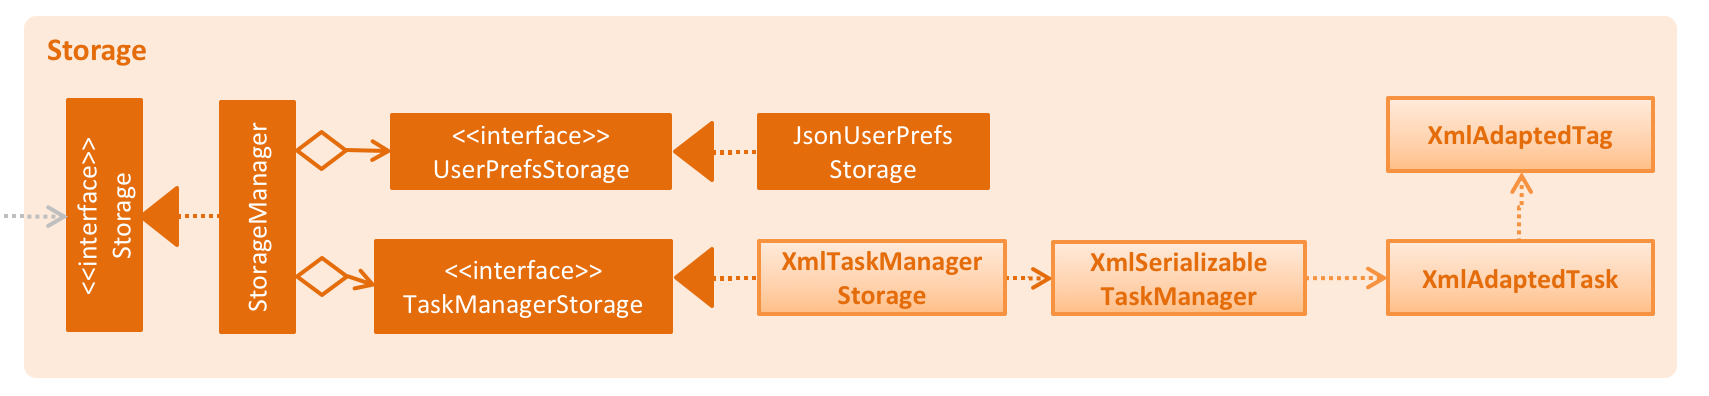 Storage
<<interface>>
Storage
StorageManager
<<interface>>
UserPrefsStorage
JsonUserPrefs
Storage
<<interface>>
TaskManagerStorage
XmlTaskManager
Storage
XmlSerializable
TaskManager
XmlAdaptedTag
XmlAdaptedTask